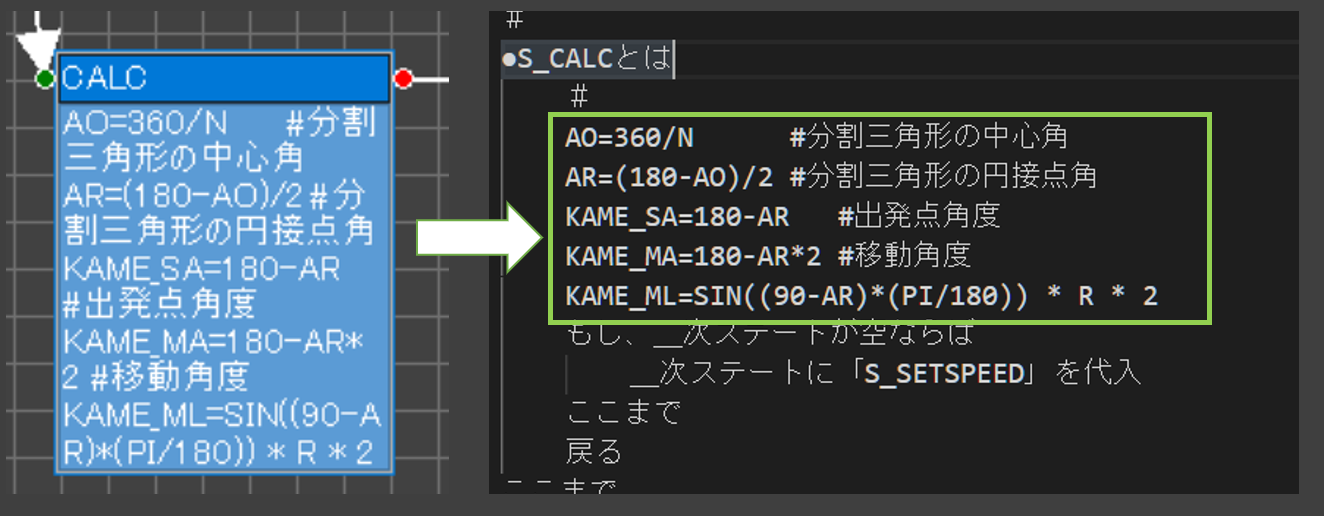 CALC
AO=360/N #分割
三角形の中心角
AR=(180-AO)/2 #分
割三角形の円接点角
KAME_SA=180-AR
#出発点角度
KAME_MA=180-AR*
2 #移動角度
KAME_ML=SIN((90-A
R)*(PI/180)) * R * 2
#
●S_CALCとは
#
AO=360/N #分割三角形の中心角
AR=(180-AO)/2 #分割三角形の円接点角
KAME_SA=180-AR #出発点角度
KAME_MA=180-AR*2 #移動角度
KAME_ML=SIN((90-AR)*(PI/180)) * R * 2
もし、__次ステートが空ならば
__次ステートに「S_SETSPEED」を代入
ここまで
戻る
ここまで